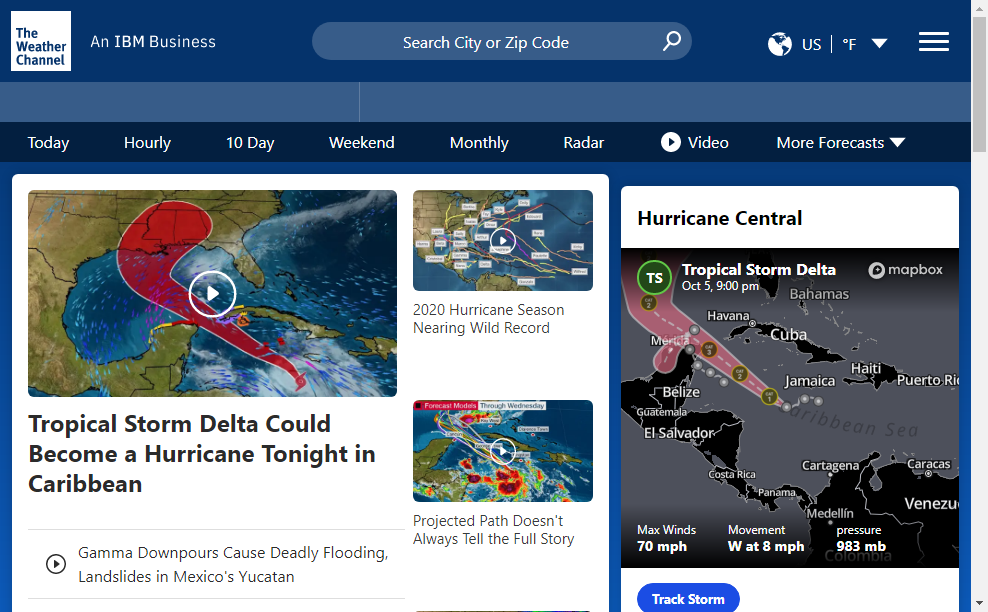 The
Weather
Channel
An IBM Business
Search City or Zip Code
US
°F
Today
Hourly
10 Day
Weekend
Monthly
Radar
Video
More Forecasts
Tropical Storm Delta Could
Become a Hurricane Tonight in
Caribbean
Gamma Downpours Cause Deadly Flooding,
Landslides in Mexico's Yucatan
2020 Hurricane Season
Nearing Wild Record
Forecast Models Through Wednesday
Projected Path Doesn't
Always Tell the Full Story
Hurricane Central
TS
Tropical Storm Delta
Oct 5, 9:00 pm
mapbox
Bahamas
Havana
Cuba
Mérida
Haiti
Jamaica
Puerto Ri
Belize
Guatemala
Caribbean Sea
El Salvador
Costa Rica
Cartagena
Caracas
Panama
Venezu
Medellín
Colombia
Max Winds
70 mph
Movement
W at 8 mph
pressure
983 mb
Track Storm